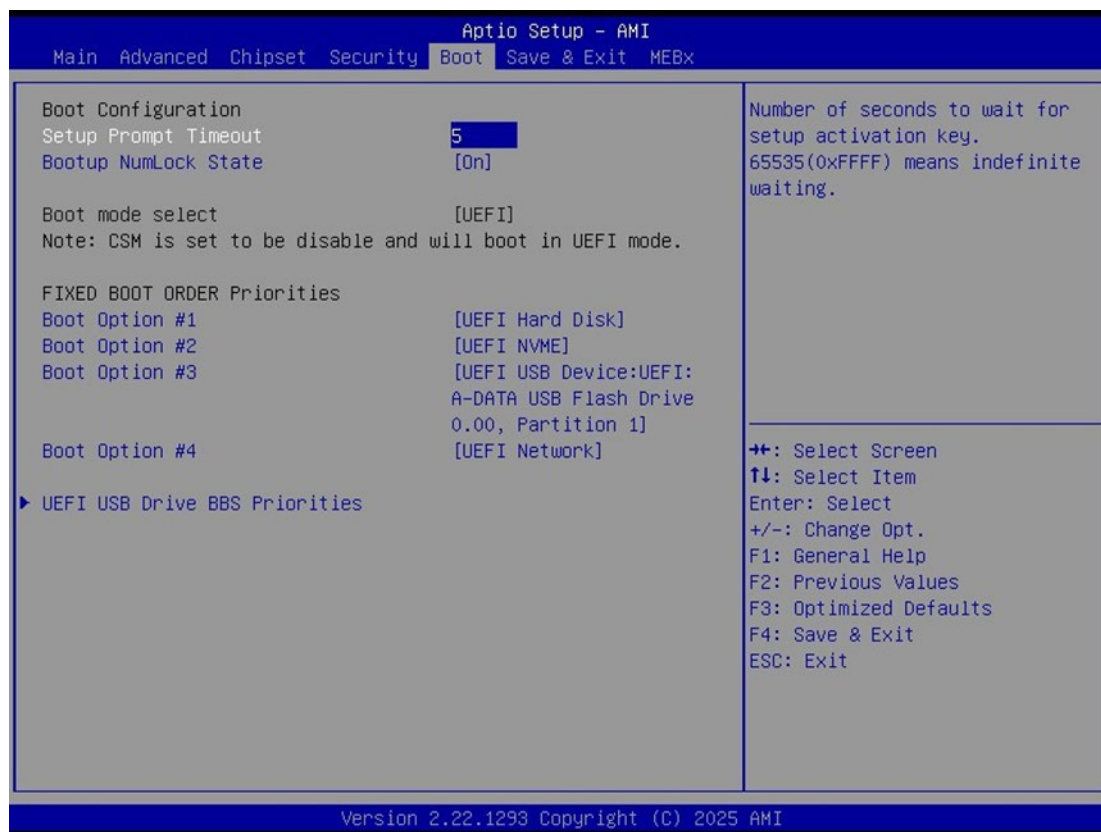 Aptio Setup - AMI
Main Advanced Chipset Security Boot Save & Exit MEBx
Boot Configuration
Setup Prompt Timeout 5
Bootup NumLock State [On]
Boot mode select [UEFI]
Note: CSM is set to be disable and will boot in UEFI mode.
FIXED BOOT ORDER Priorities
Boot Option #1 [UEFI Hard Disk]
Boot Option #2 [UEFI NVME]
Boot Option #3 [UEFI USB Device:UEFI:
A-DATA USB Flash Drive
0.00, Partition 1]
Boot Option #4 [UEFI Network]
▶ UEFI USB Drive BBS Priorities
Number of seconds to wait for
setup activation key.
65535(0xFFFF) means indefinite
waiting.
→←: Select Screen
↑↓: Select Item
Enter: Select
+/-: Change Opt.
F1: General Help
F2: Previous Values
F3: Optimized Defaults
F4: Save & Exit
ESC: Exit
Version 2.22.1293 Copyright (C) 2025 AMI